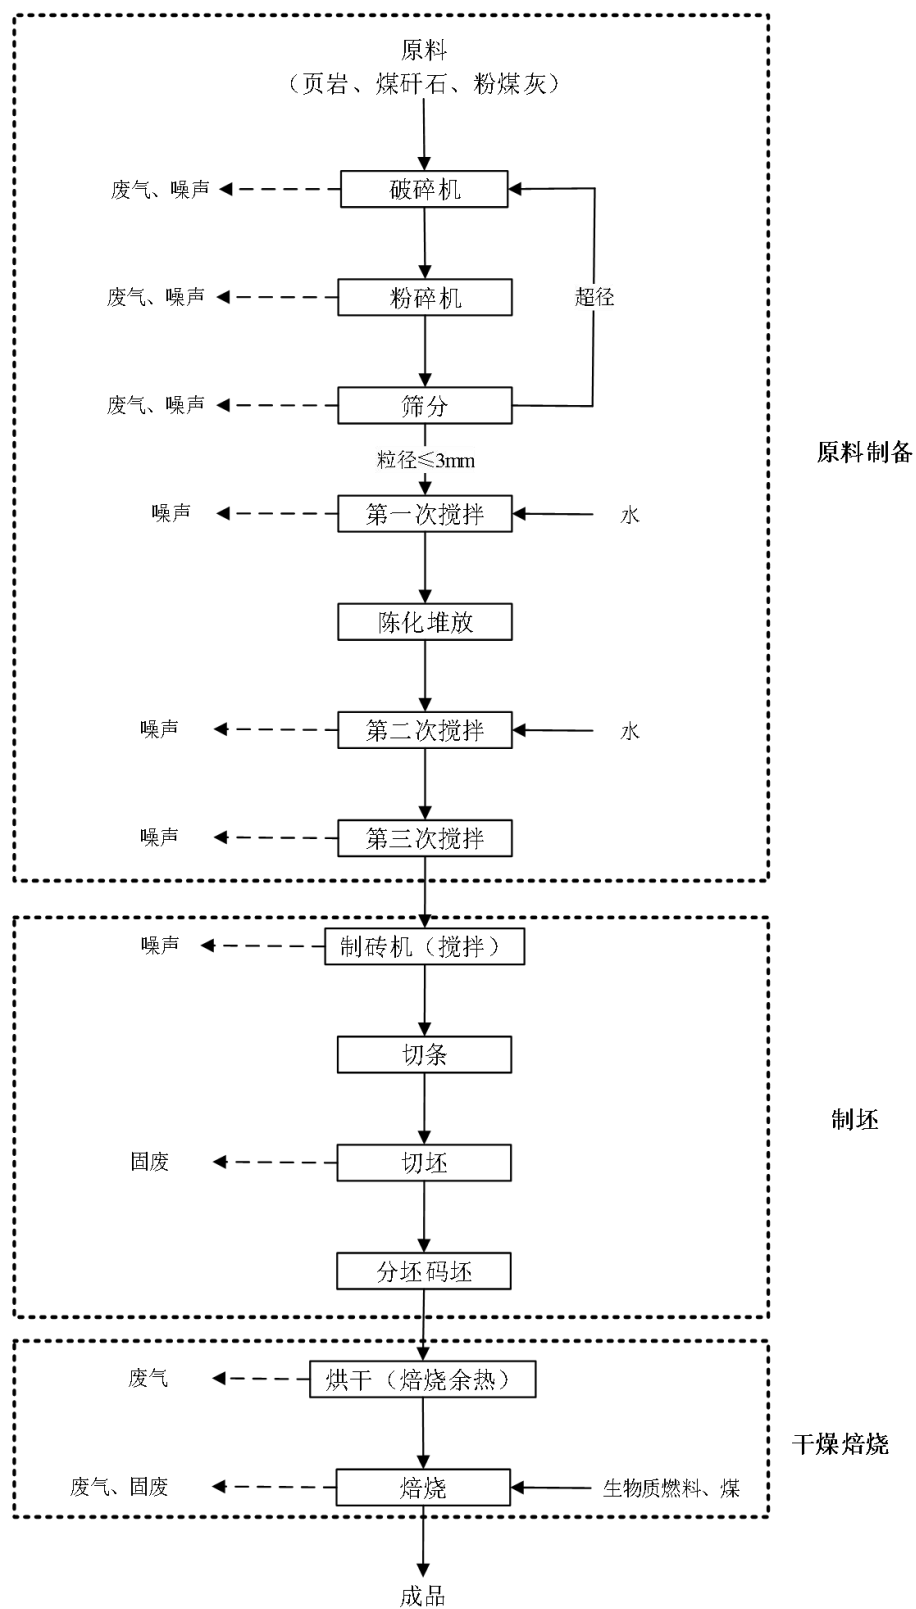 原料
（页岩、煤矸石、粉煤灰）
废气、噪声
破碎机
废气、噪声
粉碎机
超径
废气、噪声
筛分
原料制备
粒径≤3mm
噪声
第一次搅拌
水
陈化堆放
噪声
第二次搅拌
水
噪声
第三次搅拌
噪声
制砖机（搅拌）
切条
制坯
固废
切坯
分坯码坯
废气
烘干（焙烧余热）
干燥焙烧
废气、固废
焙烧
生物质燃料、煤
成品